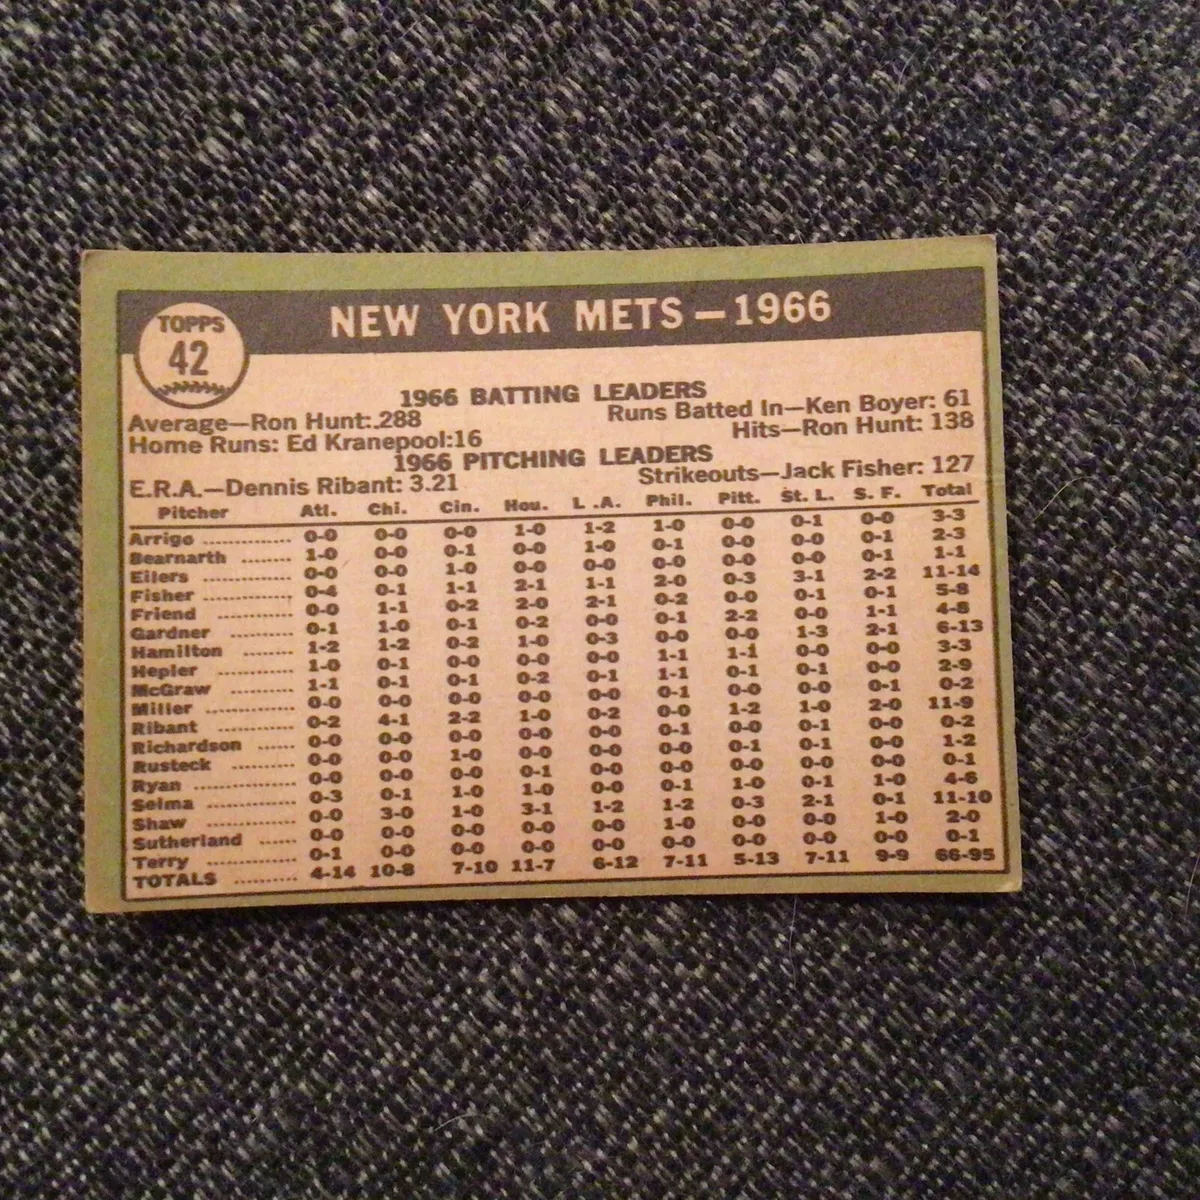 TOPPS
42
NEW YORK METS — 1966
1966 BATTING LEADERS
Average—Ron Hunt:.288 Runs Batted In—Ken Boyer: 61
Home Runs: Ed Kranepool:16 Hits—Ron Hunt: 138
1966 PITCHING LEADERS
E.R.A.—Dennis Ribant: 3.21 Strikeouts—Jack Fisher: 127
Pitcher Atl. Chi. Cin. Hou. L .A. Phil. Pitt. St. L. S. F. Total
Arrigo 0-0 0-0 0-0 1-0 1-2 1-0 0-0 0-1 0-0 3-3
Bearnarth 1-0 0-0 0-1 0-0 1-0 0-1 0-0 0-0 0-1 2-3
Eilers 0-0 0-0 1-0 0-0 0-0 0-0 0-0 0-0 0-1 1-1
Fisher 0-4 0-1 1-1 2-1 1-1 2-0 0-3 3-1 2-2 11-14
Friend 0-0 1-1 0-2 2-0 2-1 0-2 0-0 0-1 0-1 5-8
Gardner 0-1 1-0 0-1 0-2 0-0 0-1 2-2 0-0 1-1 4-8
Hamilton 1-2 1-2 0-2 1-0 0-3 0-0 0-0 1-3 2-1 6-13
Hepler 1-0 0-1 0-0 0-0 0-0 1-1 1-1 0-0 0-0 3-3
McGraw 1-1 0-1 0-1 0-2 0-1 1-1 0-1 0-1 0-0 2-9
Miller 0-0 0-0 0-0 0-0 0-0 0-1 0-0 0-0 0-1 0-2
Ribant 0-2 4-1 2-2 1-0 0-2 0-0 1-2 1-0 2-0 11-9
Richardson 0-0 0-0 0-0 0-0 0-0 0-1 0-0 0-1 0-0 0-2
Rusteck 0-0 0-0 1-0 0-0 0-0 0-0 0-1 0-1 0-0 1-2
Ryan 0-0 0-0 0-0 0-1 0-0 0-0 0-0 0-0 0-0 0-1
Selma 0-3 0-1 1-0 1-0 0-0 0-1 1-0 0-1 1-0 4-6
Shaw 0-0 3-0 1-0 3-1 1-2 1-2 0-3 2-1 0-1 11-10
Sutherland 0-0 0-0 0-0 0-0 0-0 1-0 0-0 0-0 1-0 2-0
Terry 0-1 0-0 0-0 0-0 0-0 0-0 0-0 0-0 0-0 0-1
TOTALS 4-14 10-8 7-10 11-7 6-12 7-11 5-13 7-11 9-9 66-95